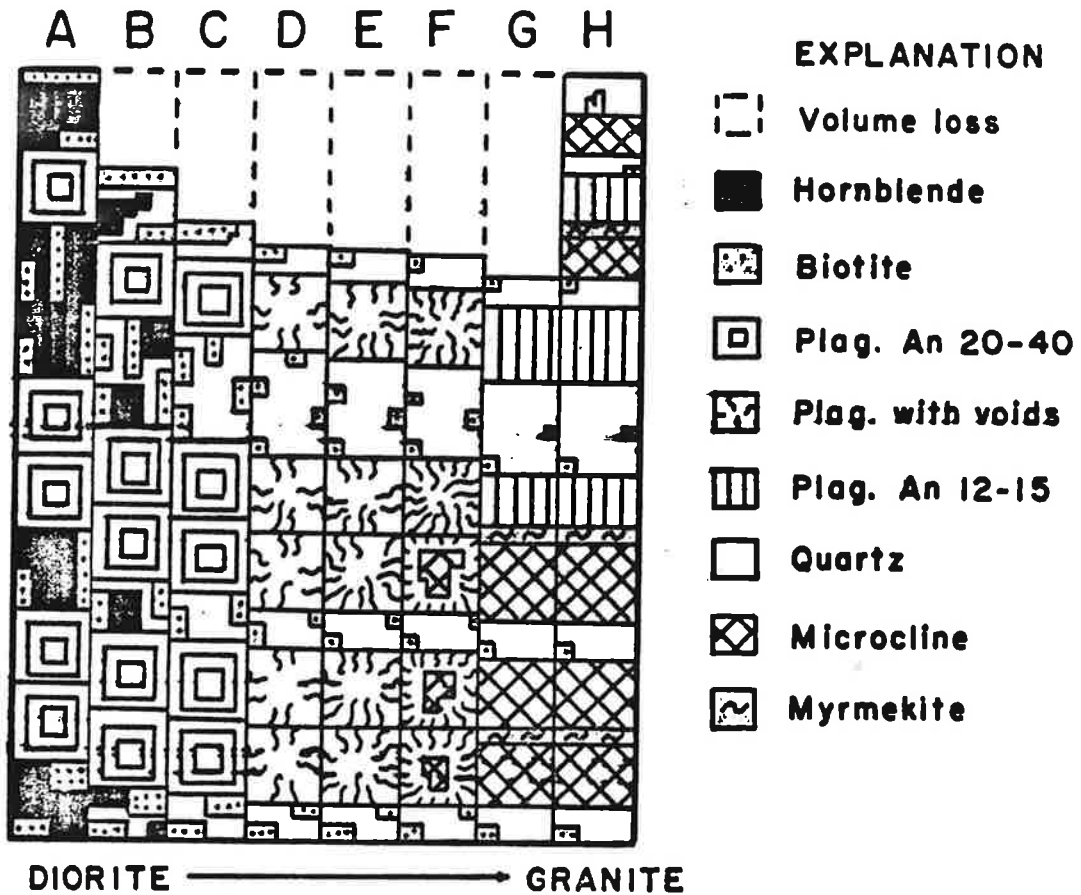 A B C D E F G H
EXPLANATION
Volume loss
Hornblende
Biotite
Plag. An 20-40
Plag. with voids
Plag. An 12-15
Quartz
Microcline
Myrmekite
DIORITE GRANITE